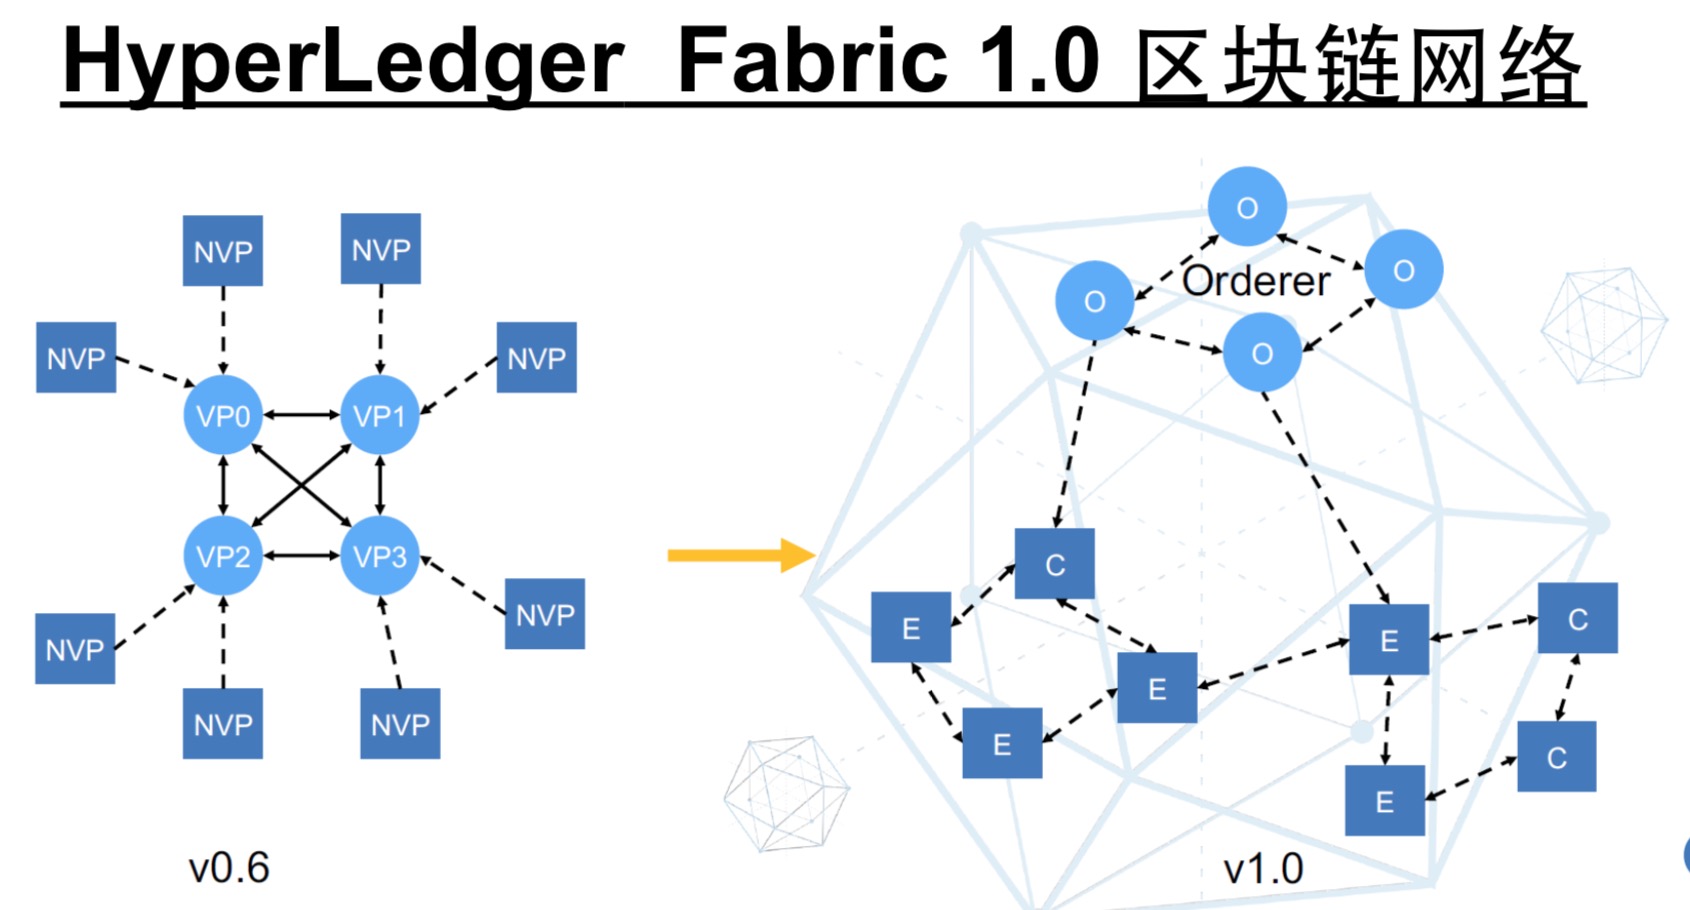 HyperLedger Fabric 1.0 区块链网络
NVP
NVP
NVP
NVP
VP0
VP1
VP2
VP3
NVP
NVP
NVP
NVP
v0.6
O
O
Orderer
O
O
C
E
E
E
E
C
C
E
v1.0